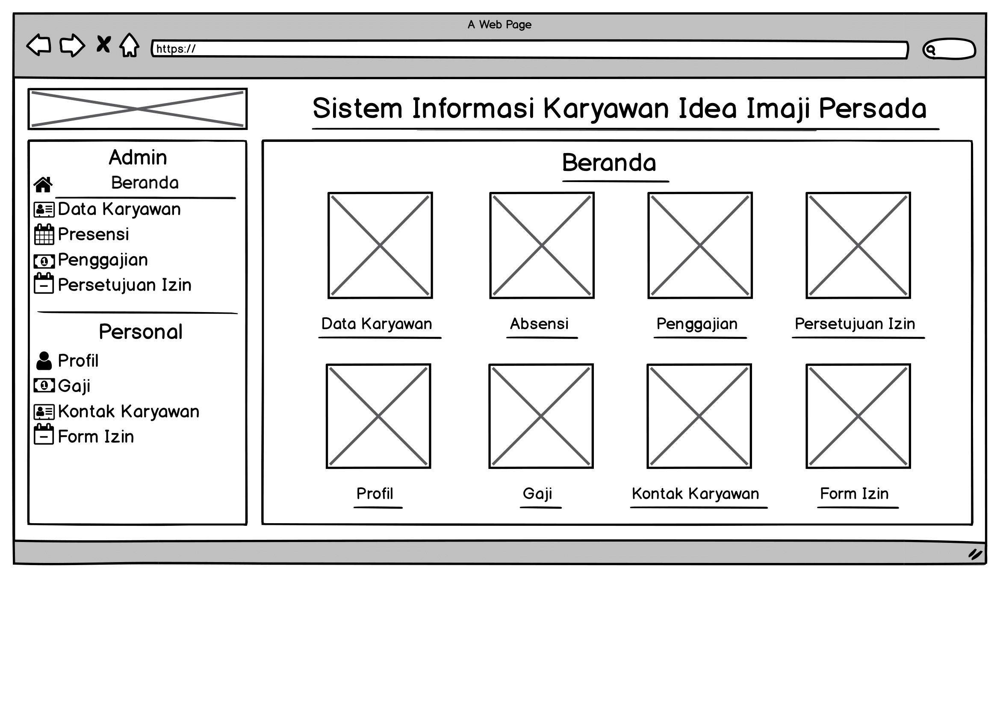 A Web Page
https://
Sistem Informasi Karyawan Idea Imaji Persada
Admin
Beranda
Data Karyawan
Presensi
Penggajian
Persetujuan Izin
Personal
Profil
Gaji
Kontak Karyawan
Form Izin
Beranda
Data Karyawan
Absensi
Penggajian
Persetujuan Izin
Profil
Gaji
Kontak Karyawan
Form Izin